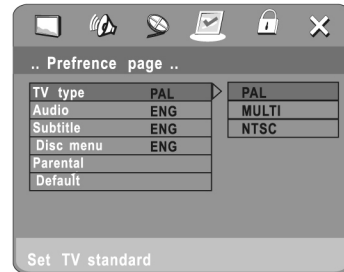 .. Prefrence page ..
TV type PAL PAL
Audio ENG MULTI
Subtitle ENG NTSC
Disc menu ENG
Parental
Default
Set TV standard